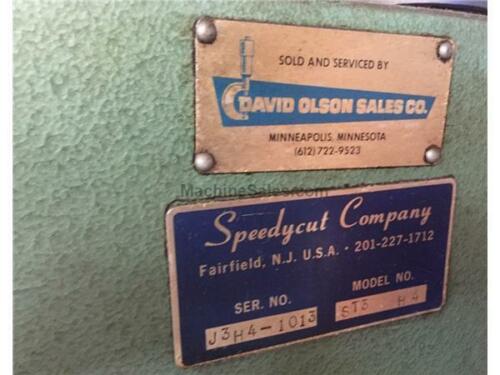 SOLD AND SERVICED BY
DAVID OLSON SALES CO.
MINNEAPOLIS, MINNESOTA
(612) 722-9523
MachineSales.com
Speedycut Company
Fairfield, N.J. U.S.A. · 201-227-1712
SER. NO. MODEL NO.
J3H4-1013 ST3 H4